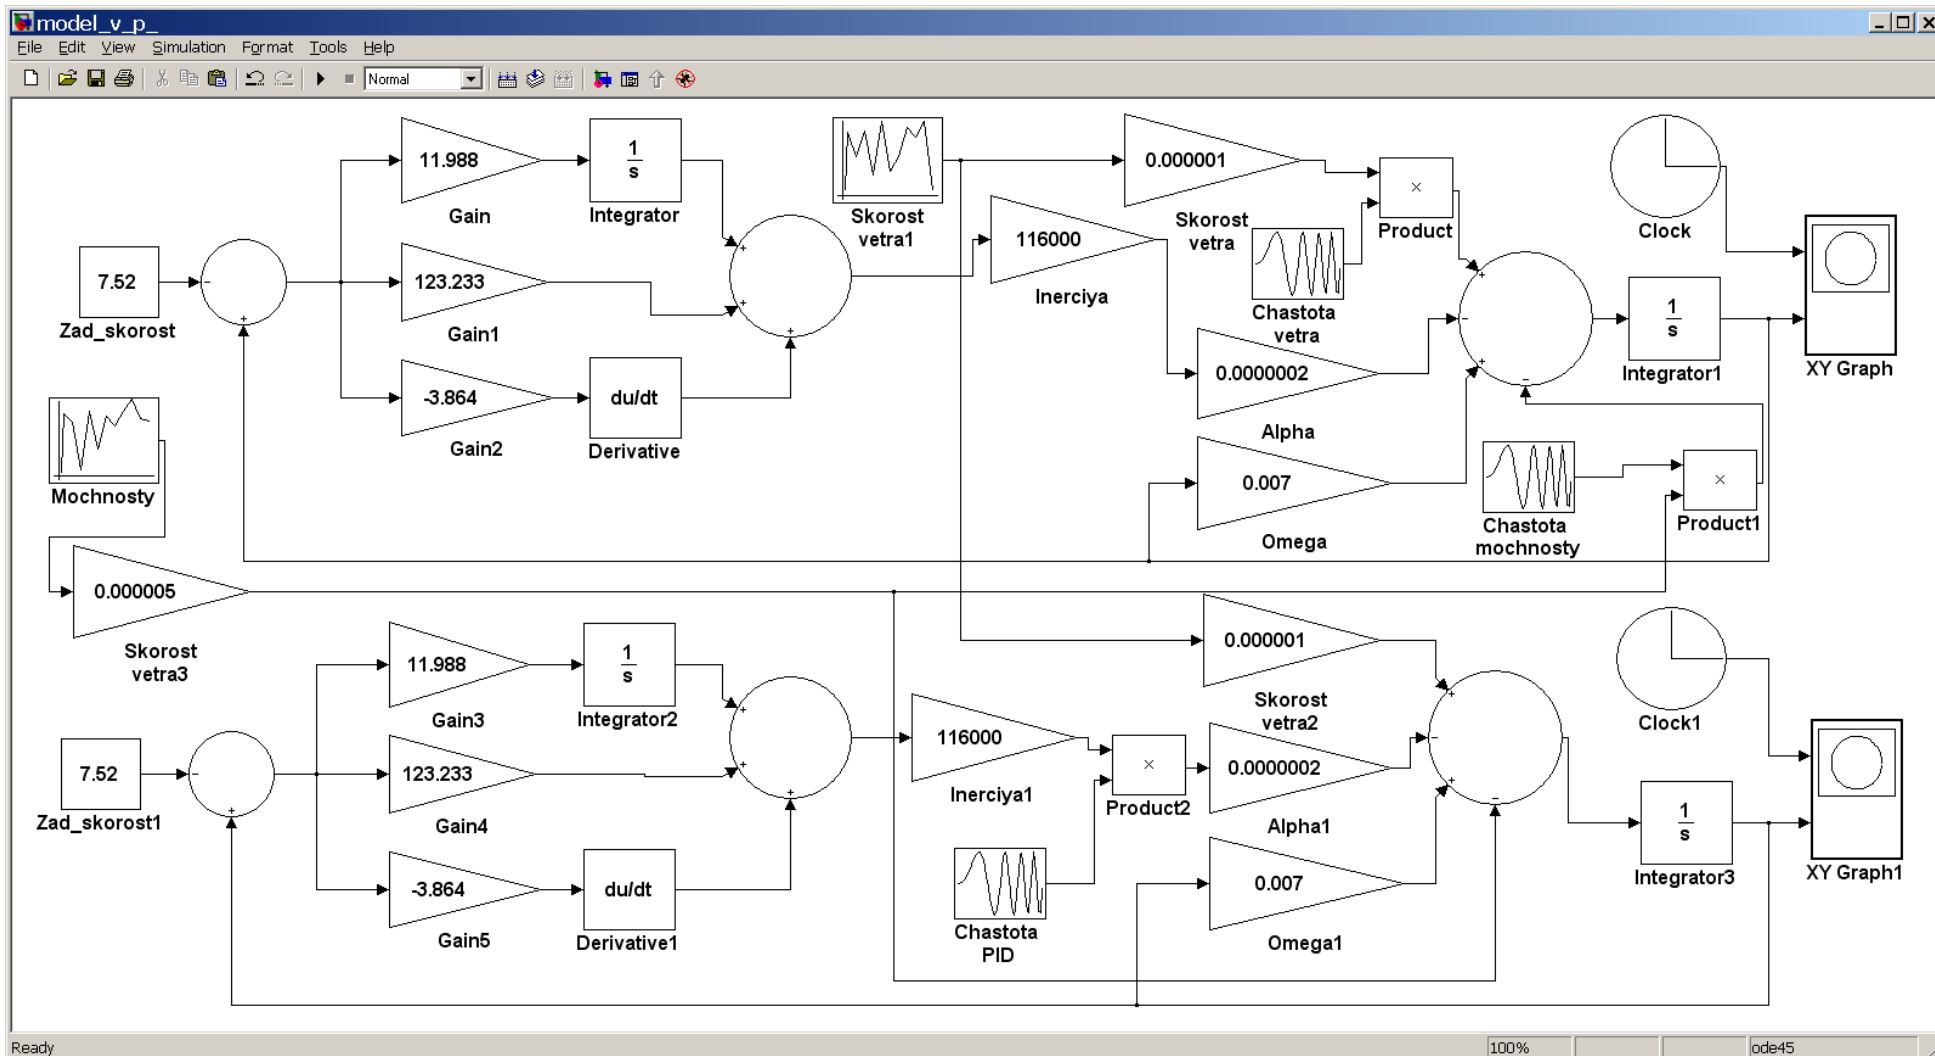 model_v_p_
File Edit View Simulation Format Tools Help
Normal
11.988
Gain
1
s
Integrator
Skorost
vetra1
0.000001
Skorost
vetra
×
Product
Clock
7.52
Zad_skorost
-
+
123.233
Gain1
+
+
+
116000
Inerciya
Chastota
vetra
+
-
+
-
1
s
Integrator1
XY Graph
-3.864
Gain2
du/dt
Derivative
0.0000002
Alpha
Mochnosty
0.007
Omega
Chastota
mochnosty
×
Product1
0.000005
Skorost
vetra3
11.988
Gain3
1
s
Integrator2
0.000001
Skorost
vetra2
Clock1
7.52
Zad_skorost1
-
+
123.233
Gain4
+
+
+
116000
Inerciya1
×
Product2
0.0000002
Alpha1
+
-
+
-
1
s
Integrator3
XY Graph1
-3.864
Gain5
du/dt
Derivative1
Chastota
PID
0.007
Omega1
Ready 100% ode45